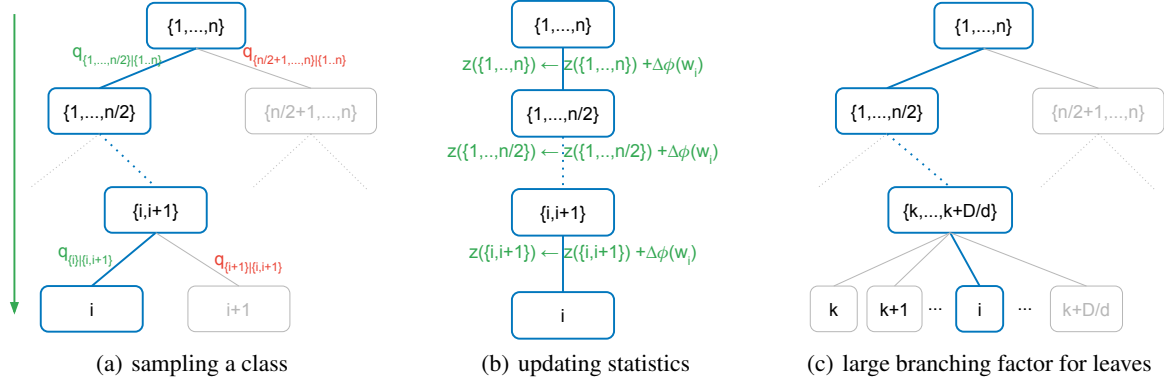 {1,...,n}
q{1,...,n/2}|{1..n}
q{n/2+1,...,n}|{1..n}
{1,...,n/2}
{n/2+1,...,n}
{i,i+1}
q{i}|{i,i+1}
q{i+1}|{i,i+1}
i
i+1
(a) sampling a class
{1,...,n}
z({1,..,n}) ← z({1,..,n}) +Δϕ(wi)
{1,...,n/2}
z({1,..,n/2}) ← z({1,..,n/2}) +Δϕ(wi)
{i,i+1}
z({i,i+1}) ← z({i,i+1}) +Δϕ(wi)
i
(b) updating statistics
{1,...,n}
{1,...,n/2}
{n/2+1,...,n}
{k,...,k+D/d}
k
k+1
...
i
...
k+D/d
(c) large branching factor for leaves